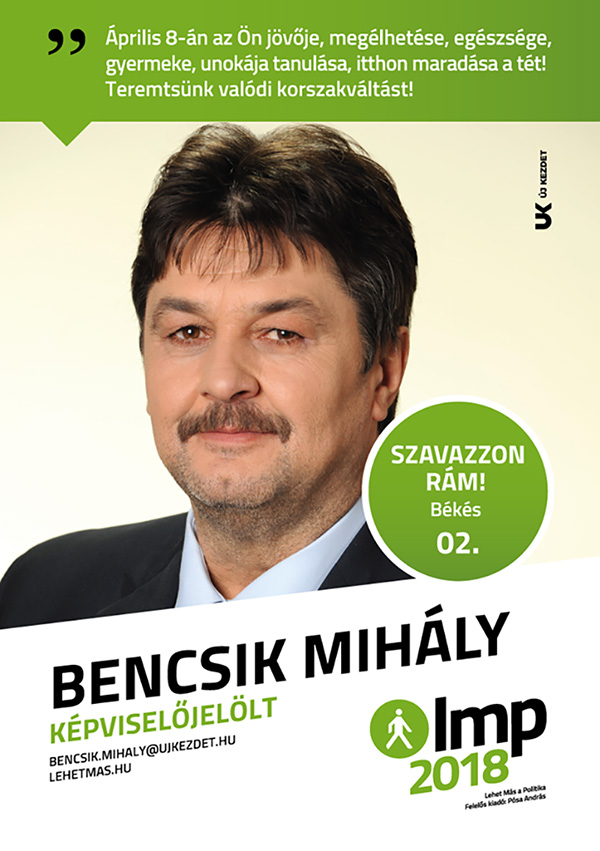 ” Április 8-án az Ön jövője, megélhetése, egészsége,
gyermeke, unokája tanulása, itthon maradása a tét!
Teremtsünk valódi korszakváltást!
UK ÚJ KEZDET
SZAVAZZON
RÁM!
Békés
02.
BENCSIK MIHÁLY
KÉPVISELŐJELÖLT
BENCSIK.MIHALY@UJKEZDET.HU
LEHETMAS.HU
lmp
2018
Lehet Más a Politika
Felelős kiadó: Pósa András